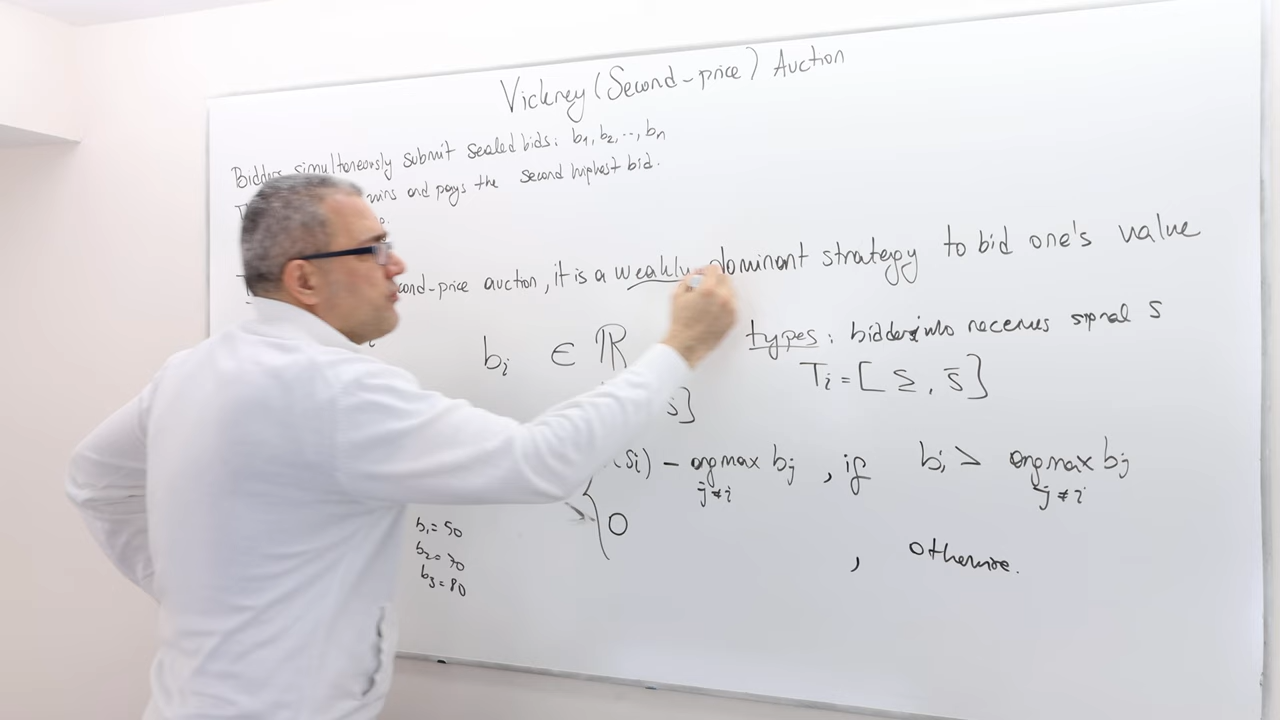 Vickrey (Second-price) Auction
Bidders simultaneously submit sealed bids: b₁, b₂, .., bₙ
wins and pays the second highest bid.
cond-price auction, it is a weakly dominant strategy to bid one's value
bᵢ ∈ ℝ
types: bidders who receives signal s
Tᵢ = [s̲, s̄]
s̄]
(sᵢ) - argmax bⱼ , if bᵢ > argmax bⱼ
j≠i j≠i
0 , otherwise.
b₁ = 50
b₂ = 70
b₃ = 80